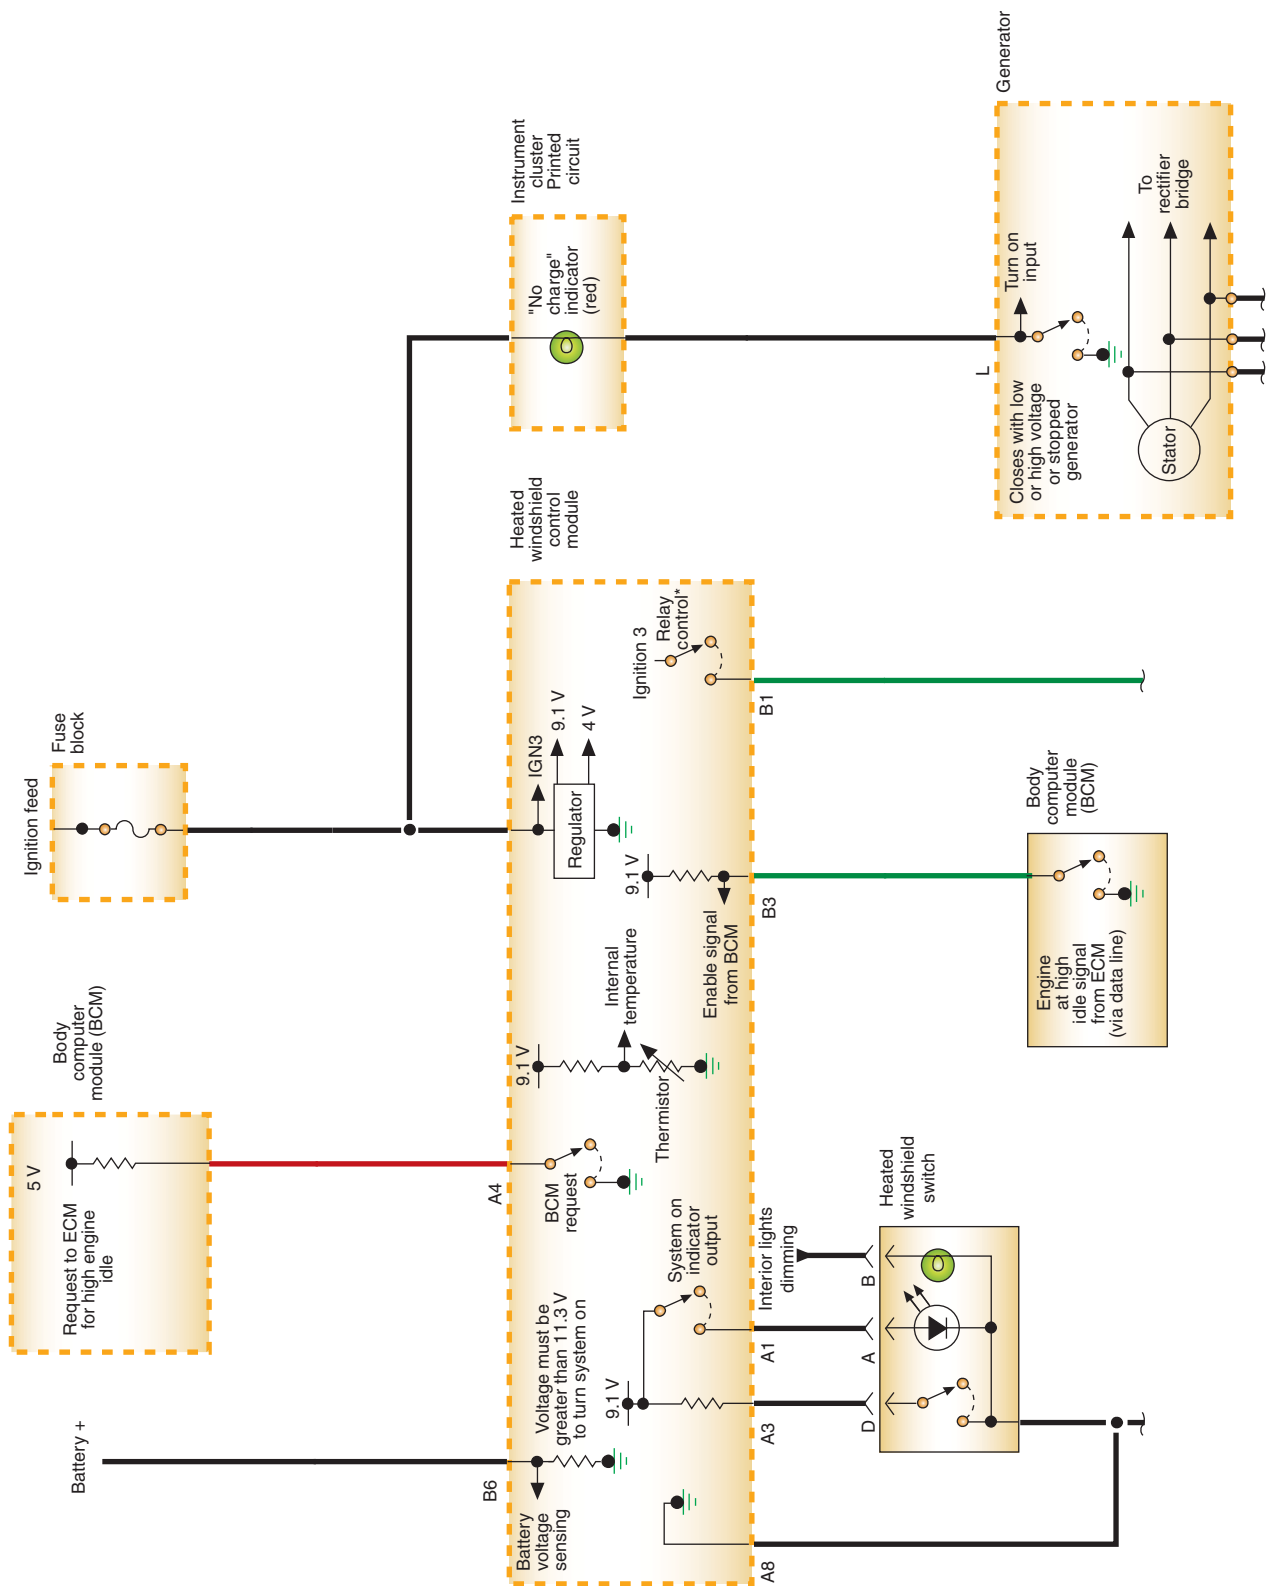 Battery +
5 V
Request to ECM
for high engine
idle
Body
computer
module (BCM)
Ignition feed
Fuse
block
Instrument
cluster
Printed
circuit
"No
charge"
indicator
(red)
B6
A4
Battery
voltage
sensing
Voltage must be
greater than 11.3 V
to turn system on
BCM
request
9.1 V
Internal
temperature
Thermistor
IGN3
Regulator
9.1 V
4 V
Heated
windshield
control
module
9.1 V
System on
indicator
output
9.1 V
Enable signal
from BCM
Ignition 3
Relay
control*
A8
A3
A1
Interior lights
dimming
B3
B1
D
A
B
Heated
windshield
switch
Engine
at high
idle signal
from ECM
(via data line)
Body
computer
module
(BCM)
L
Generator
Turn on
input
Closes with low
or high voltage
or stopped
generator
Stator
To
rectifier
bridge